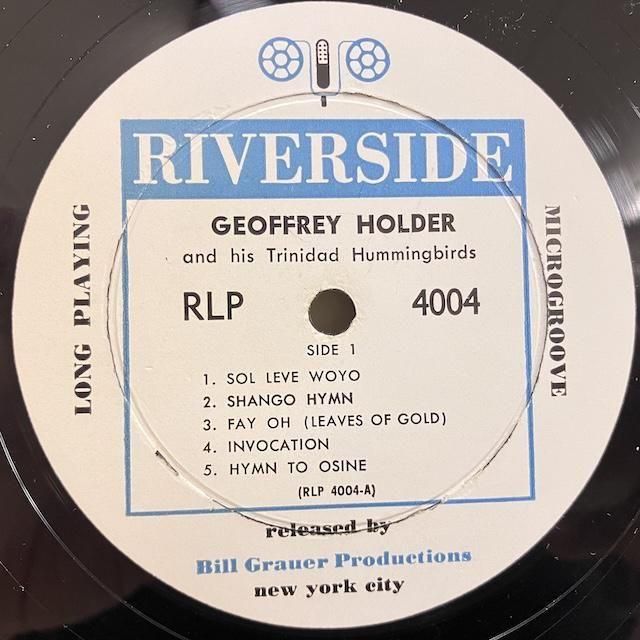 RIVERSIDE
GEOFFREY HOLDER
and his Trinidad Hummingbirds
RLP 4004
SIDE 1
1. SOL LEVE WOYO
2. SHANGO HYMN
3. FAY OH (LEAVES OF GOLD)
4. INVOCATION
5. HYMN TO OSINE
(RLP 4004-A)
LONG PLAYING
MICROGROOVE
released by
Bill Grauer Productions
new york city